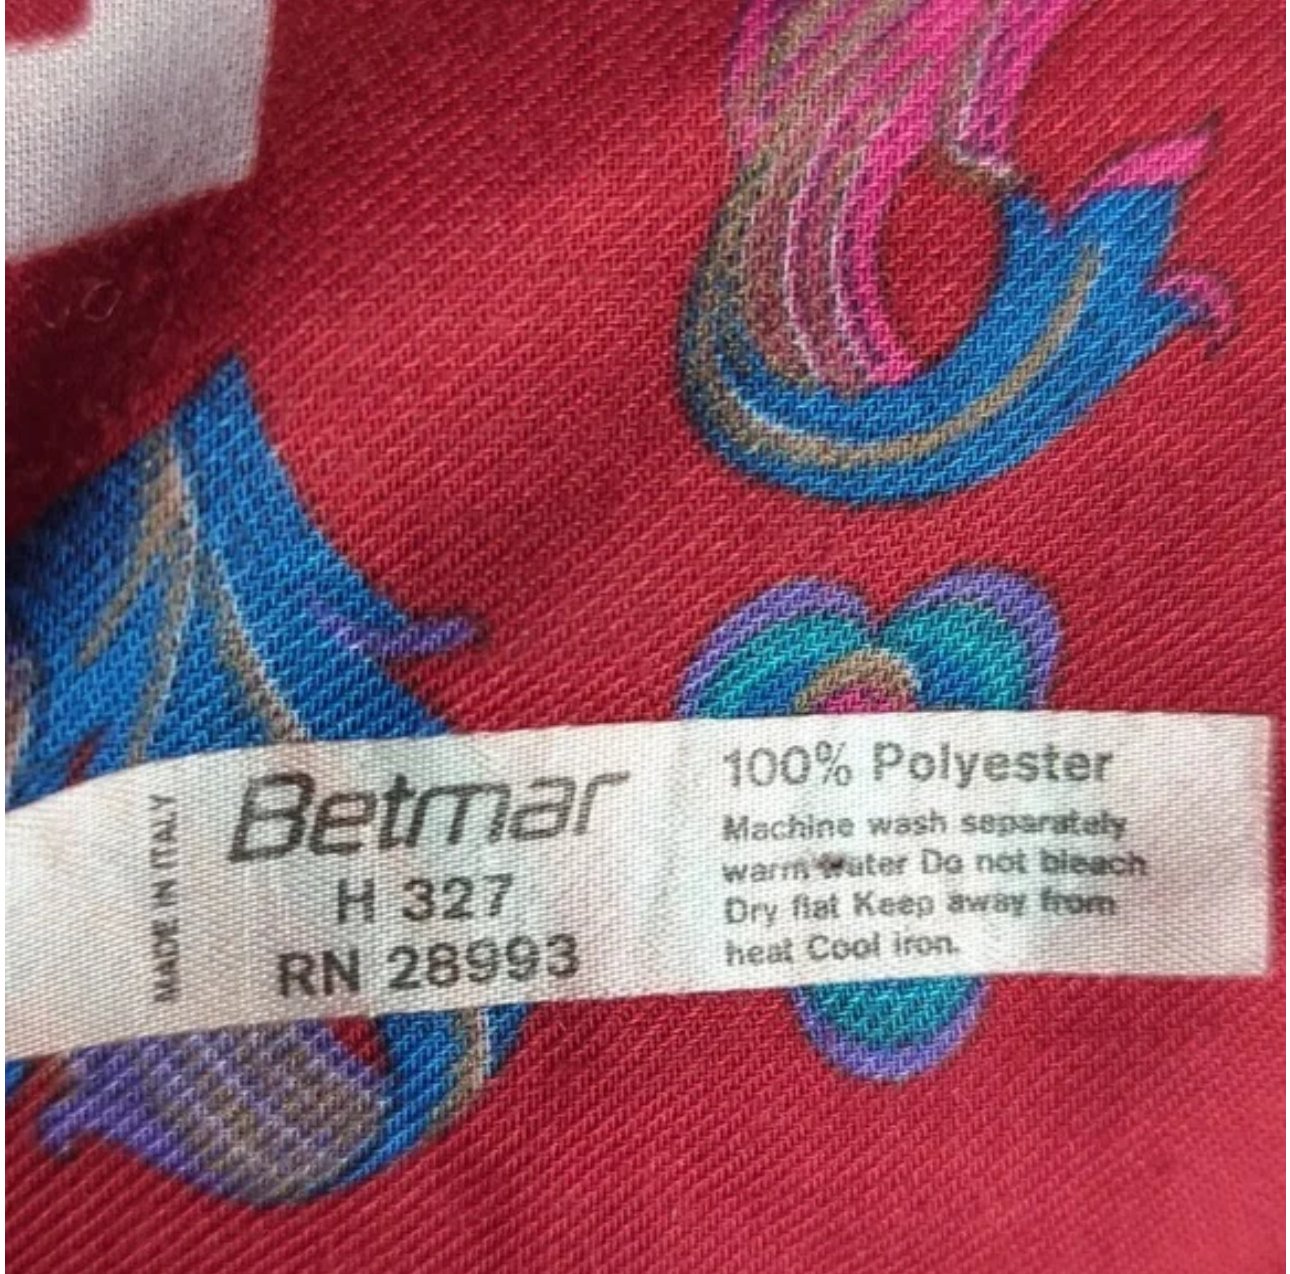 MADE IN ITALY
Betmar
H 327
RN 28993
100% Polyester
Machine wash separately
warm water Do not bleach
Dry flat Keep away from
heat Cool iron.